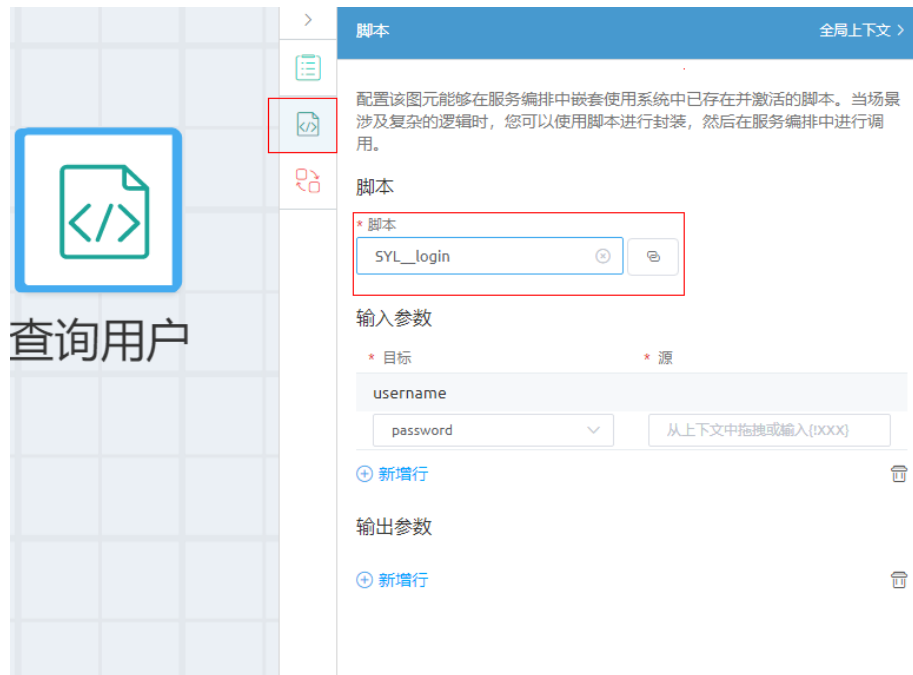 脚本
全局上下文
配置该图元能够在服务编排中嵌套使用系统中已存在并激活的脚本。当场景
涉及复杂的逻辑时，您可以使用脚本进行封装，然后在服务编排中进行调
用。
脚本
* 脚本
SYL__login
查询用户
输入参数
* 目标 * 源
username
password 从上下文中拖拽或输入{!XXX}
新增行
输出参数
新增行